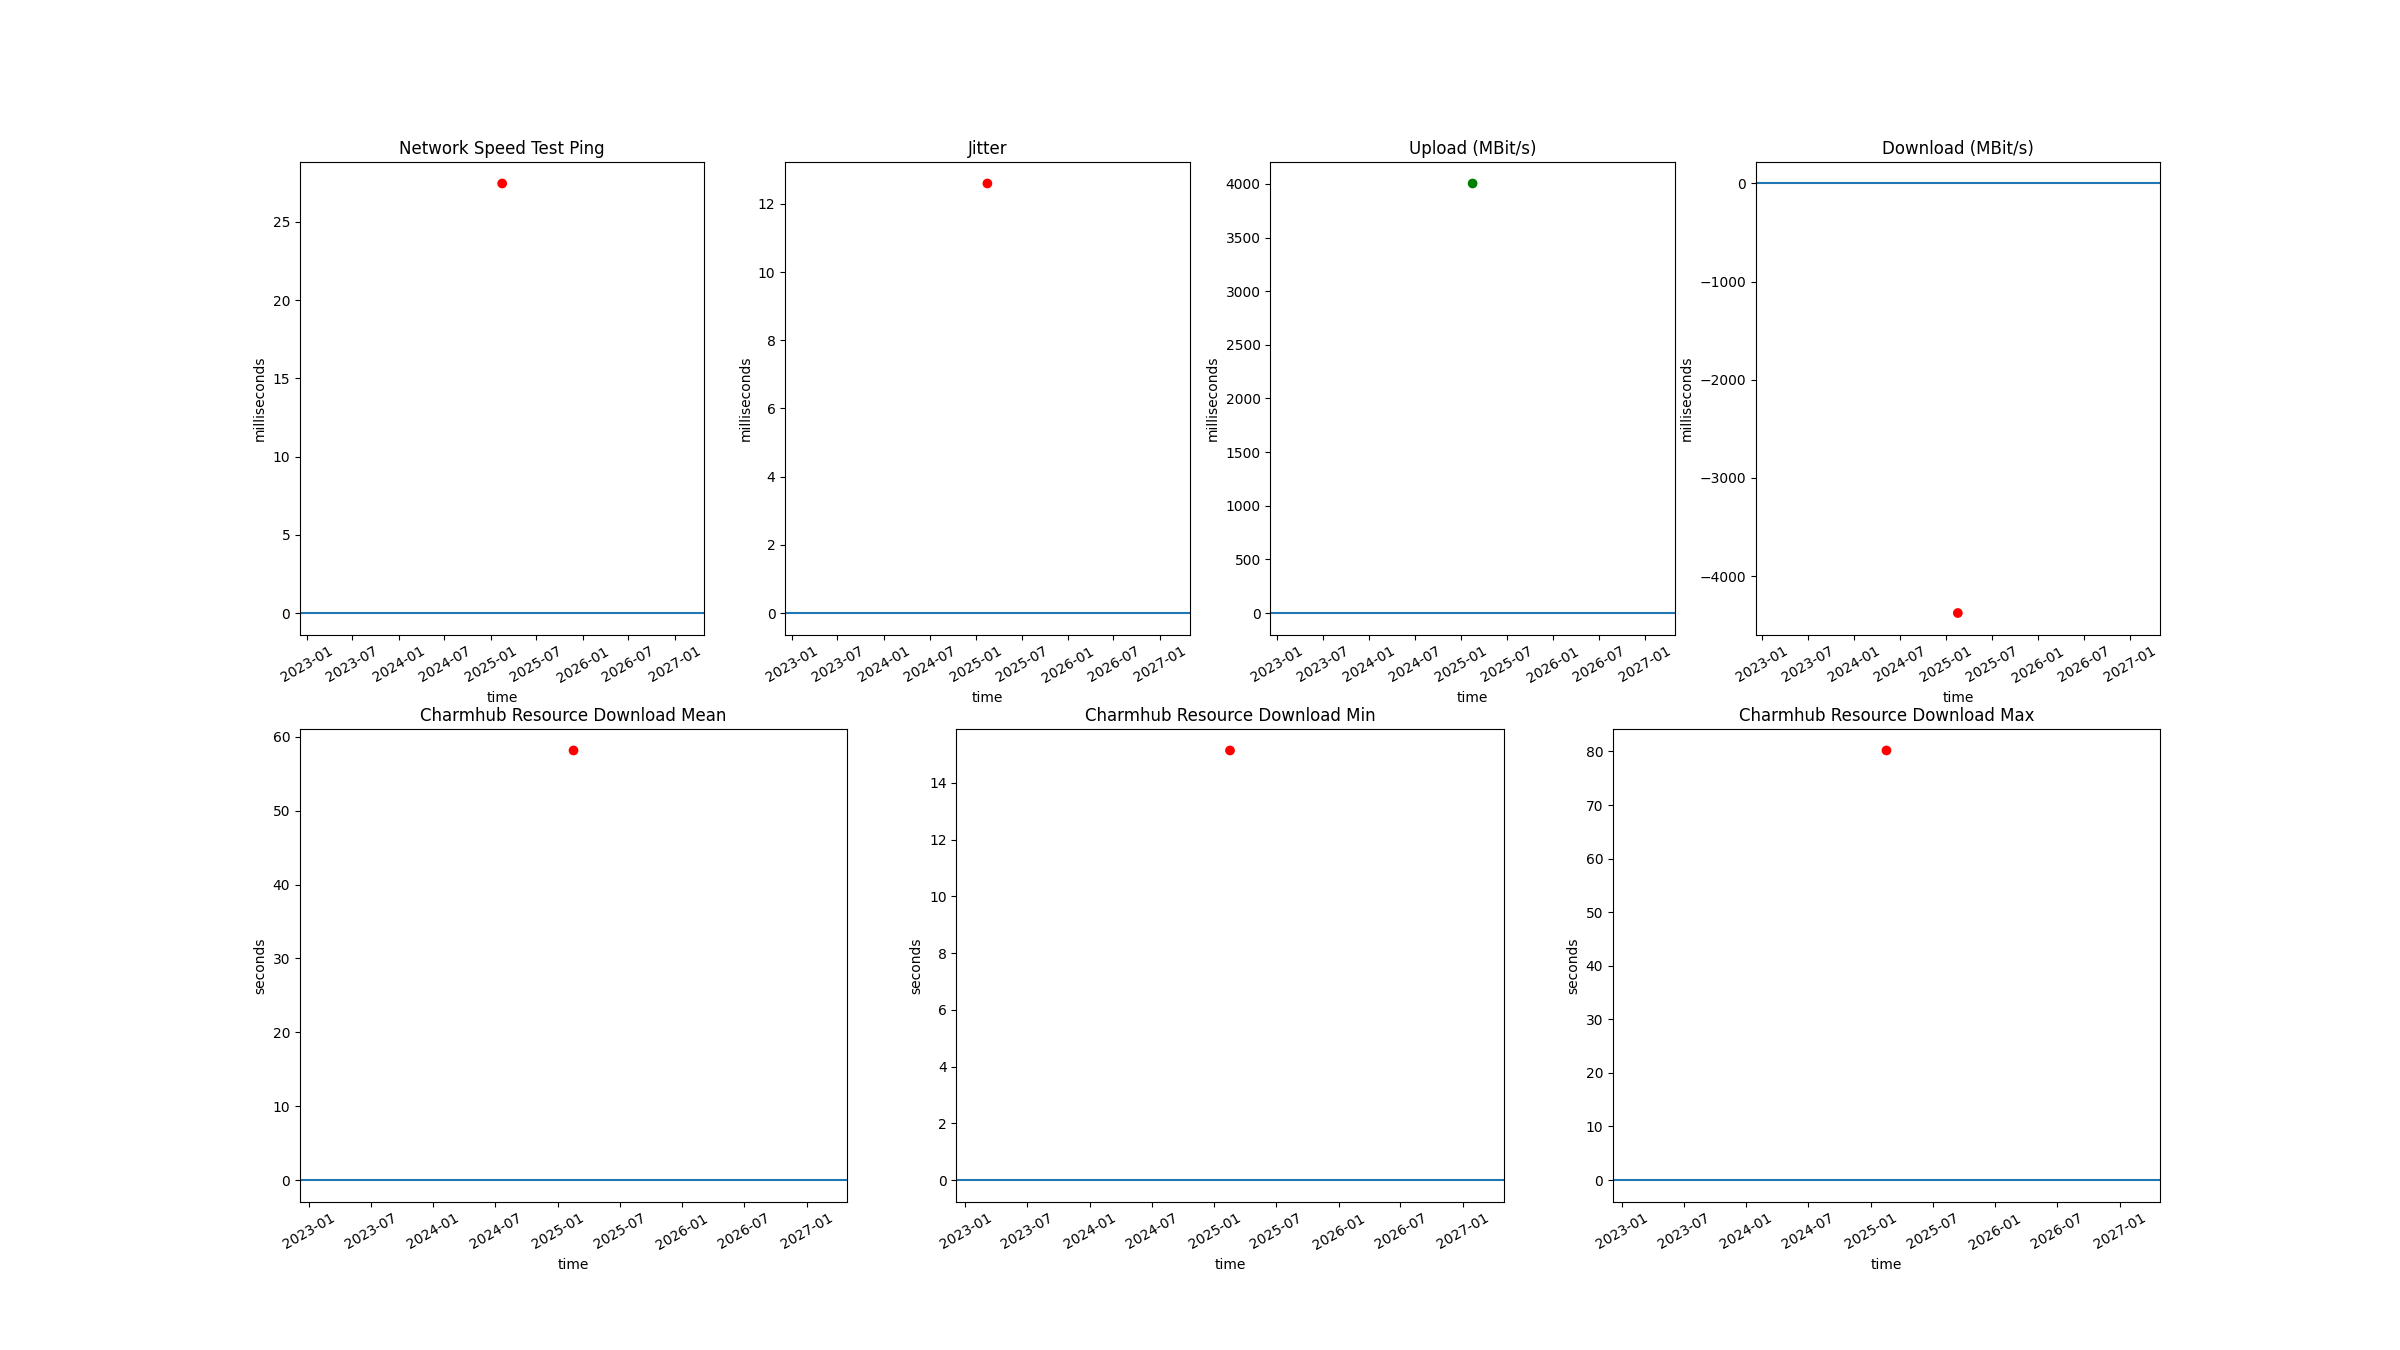 Network Speed Test Ping
milliseconds
25
20
15
10
5
0
2023-01 2023-07 2024-01 2024-07 2025-01 2025-07 2026-01 2026-07 2027-01
time
Jitter
milliseconds
12
10
8
6
4
2
0
2023-01 2023-07 2024-01 2024-07 2025-01 2025-07 2026-01 2026-07 2027-01
time
Upload (MBit/s)
milliseconds
4000
3500
3000
2500
2000
1500
1000
500
0
2023-01 2023-07 2024-01 2024-07 2025-01 2025-07 2026-01 2026-07 2027-01
time
Download (MBit/s)
milliseconds
0
−1000
−2000
−3000
−4000
2023-01 2023-07 2024-01 2024-07 2025-01 2025-07 2026-01 2026-07 2027-01
time
Charmhub Resource Download Mean
seconds
60
50
40
30
20
10
0
2023-01 2023-07 2024-01 2024-07 2025-01 2025-07 2026-01 2026-07 2027-01
time
Charmhub Resource Download Min
seconds
14
12
10
8
6
4
2
0
2023-01 2023-07 2024-01 2024-07 2025-01 2025-07 2026-01 2026-07 2027-01
time
Charmhub Resource Download Max
seconds
80
70
60
50
40
30
20
10
0
2023-01 2023-07 2024-01 2024-07 2025-01 2025-07 2026-01 2026-07 2027-01
time